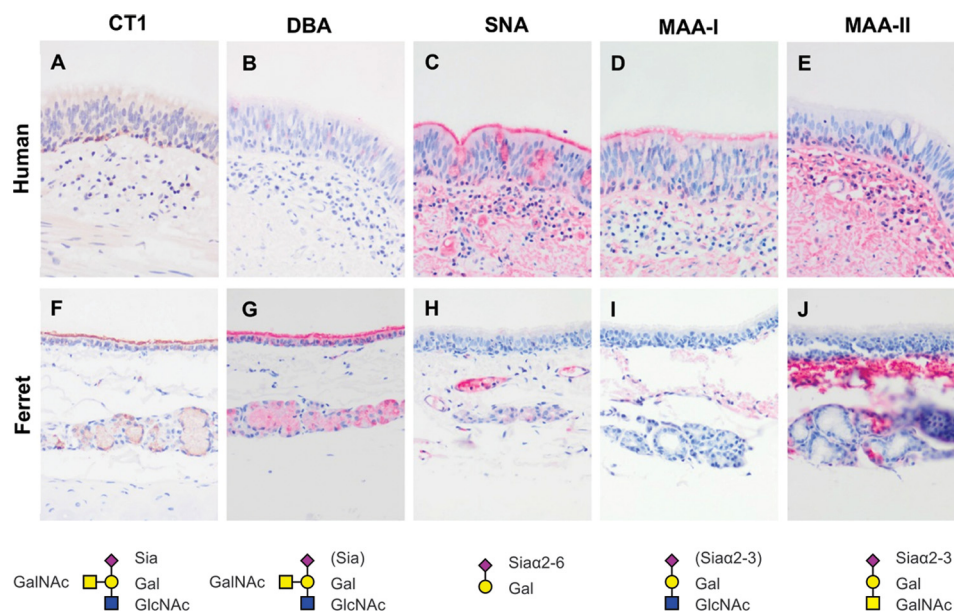 CT1 DBA SNA MAA-I MAA-II
Human
A B C D E
Ferret
F G H I J
Sia (Sia) Siaα2-6 (Siaα2-3) Siaα2-3
GalNAc Gal GalNAc Gal Gal Gal Gal
GlcNAc GlcNAc GlcNAc GalNAc